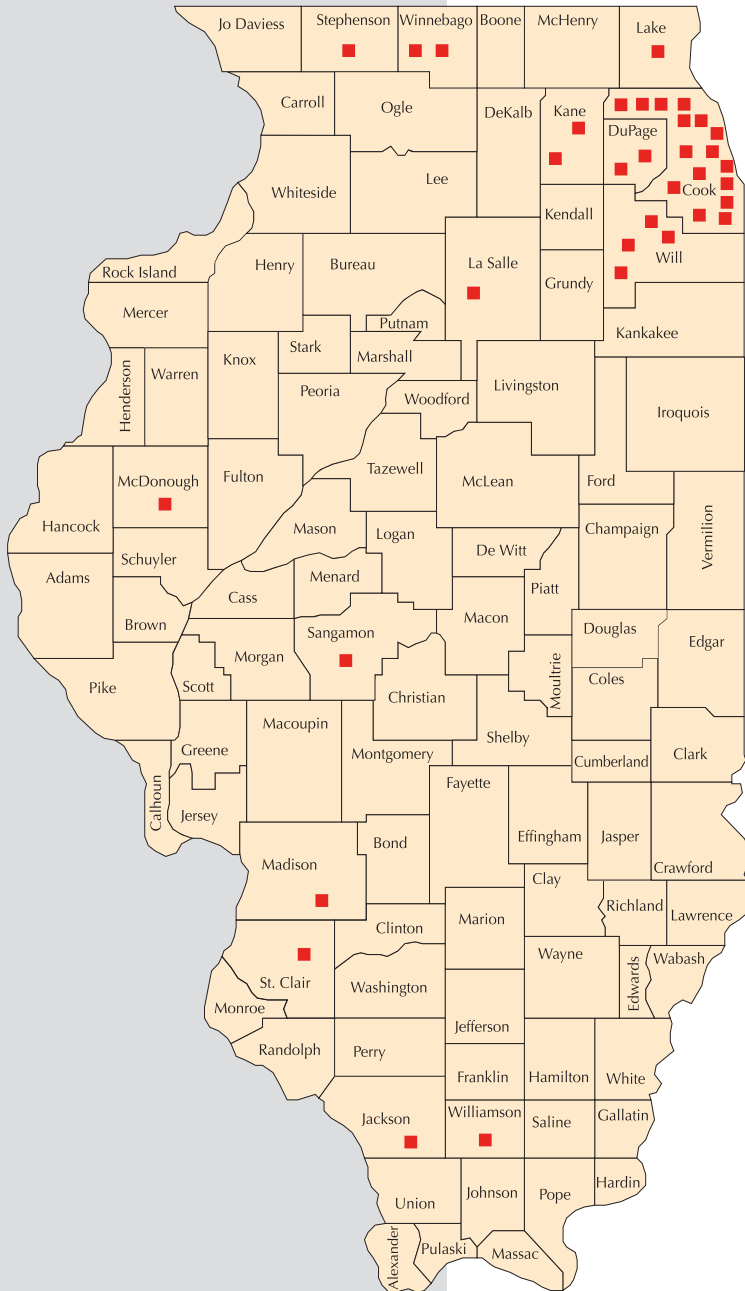 Jo Daviess
Stephenson
Winnebago
Boone
McHenry
Lake
Carroll
Ogle
DeKalb
Kane
DuPage
Cook
Whiteside
Lee
Kendall
Will
Rock Island
Henry
Bureau
La Salle
Grundy
Mercer
Putnam
Kankakee
Henderson
Warren
Knox
Stark
Marshall
Peoria
Woodford
Livingston
Iroquois
McDonough
Fulton
Tazewell
McLean
Ford
Hancock
Mason
Logan
Champaign
Vermilion
Schuyler
De Witt
Adams
Menard
Piatt
Cass
Brown
Sangamon
Macon
Douglas
Edgar
Morgan
Moultrie
Pike
Scott
Christian
Coles
Macoupin
Shelby
Greene
Montgomery
Cumberland
Clark
Calhoun
Jersey
Fayette
Effingham
Jasper
Bond
Madison
Crawford
Clay
Richland
Lawrence
Clinton
Marion
Wayne
Edwards
Wabash
St. Clair
Washington
Monroe
Jefferson
Randolph
Perry
Franklin
Hamilton
White
Jackson
Williamson
Saline
Gallatin
Union
Johnson
Pope
Hardin
Alexander
Pulaski
Massac